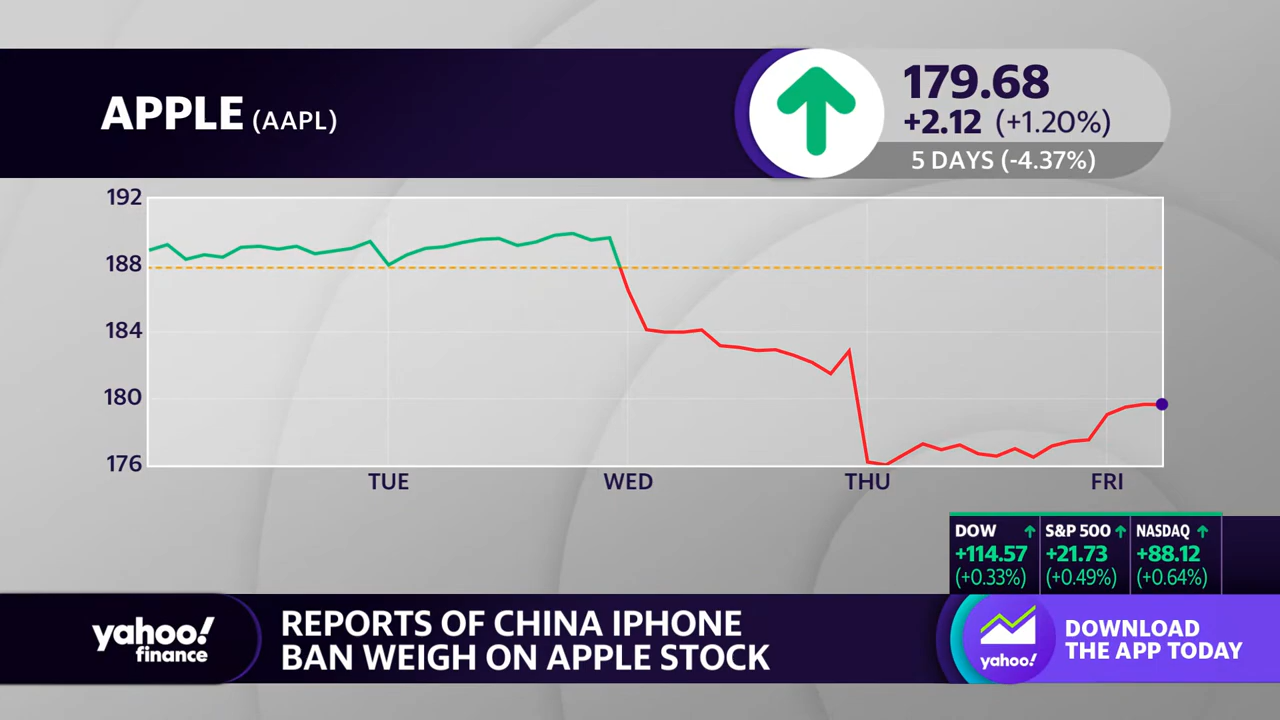 APPLE (AAPL)
179.68
+2.12 (+1.20%)
5 DAYS (-4.37%)
192
188
184
180
176
TUE WED THU FRI
DOW S&P 500 NASDAQ
+114.57 +21.73 +88.12
(+0.33%) (+0.49%) (+0.64%)
yahoo!
finance
REPORTS OF CHINA IPHONE
BAN WEIGH ON APPLE STOCK
yahoo!
DOWNLOAD
THE APP TODAY